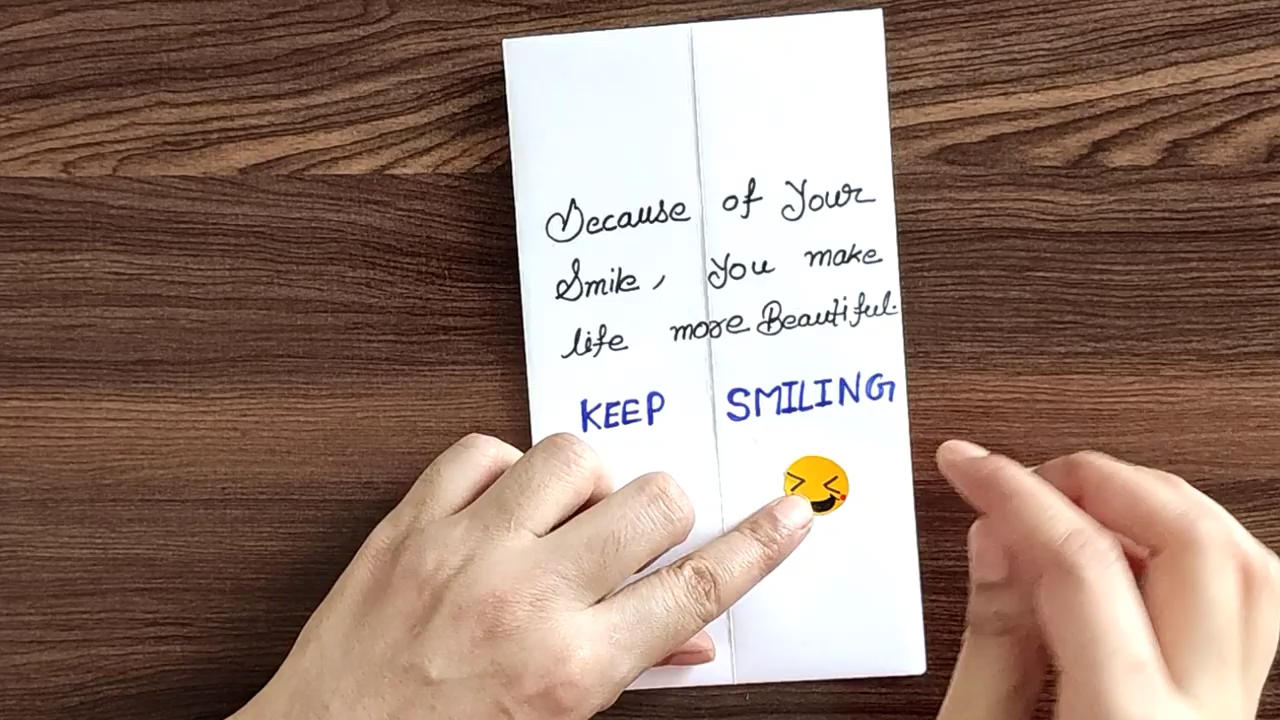 Because of Your
Smile, You make
life more Beautiful.
KEEP SMILING